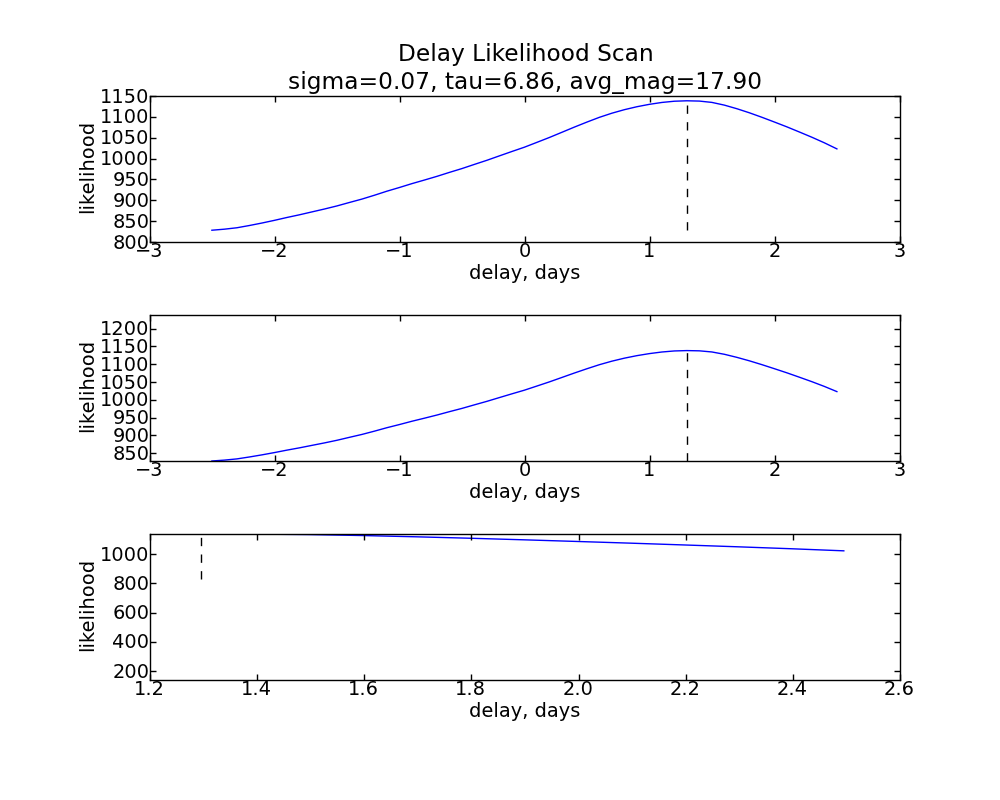 Delay Likelihood Scan
sigma=0.07, tau=6.86, avg_mag=17.90
1150
1100
1050
1000
950
900
850
800
likelihood
−3 −2 −1 0 1 2 3
delay, days
1200
1150
1100
1050
1000
950
900
850
likelihood
−3 −2 −1 0 1 2 3
delay, days
1000
800
600
400
200
likelihood
1.2 1.4 1.6 1.8 2.0 2.2 2.4 2.6
delay, days